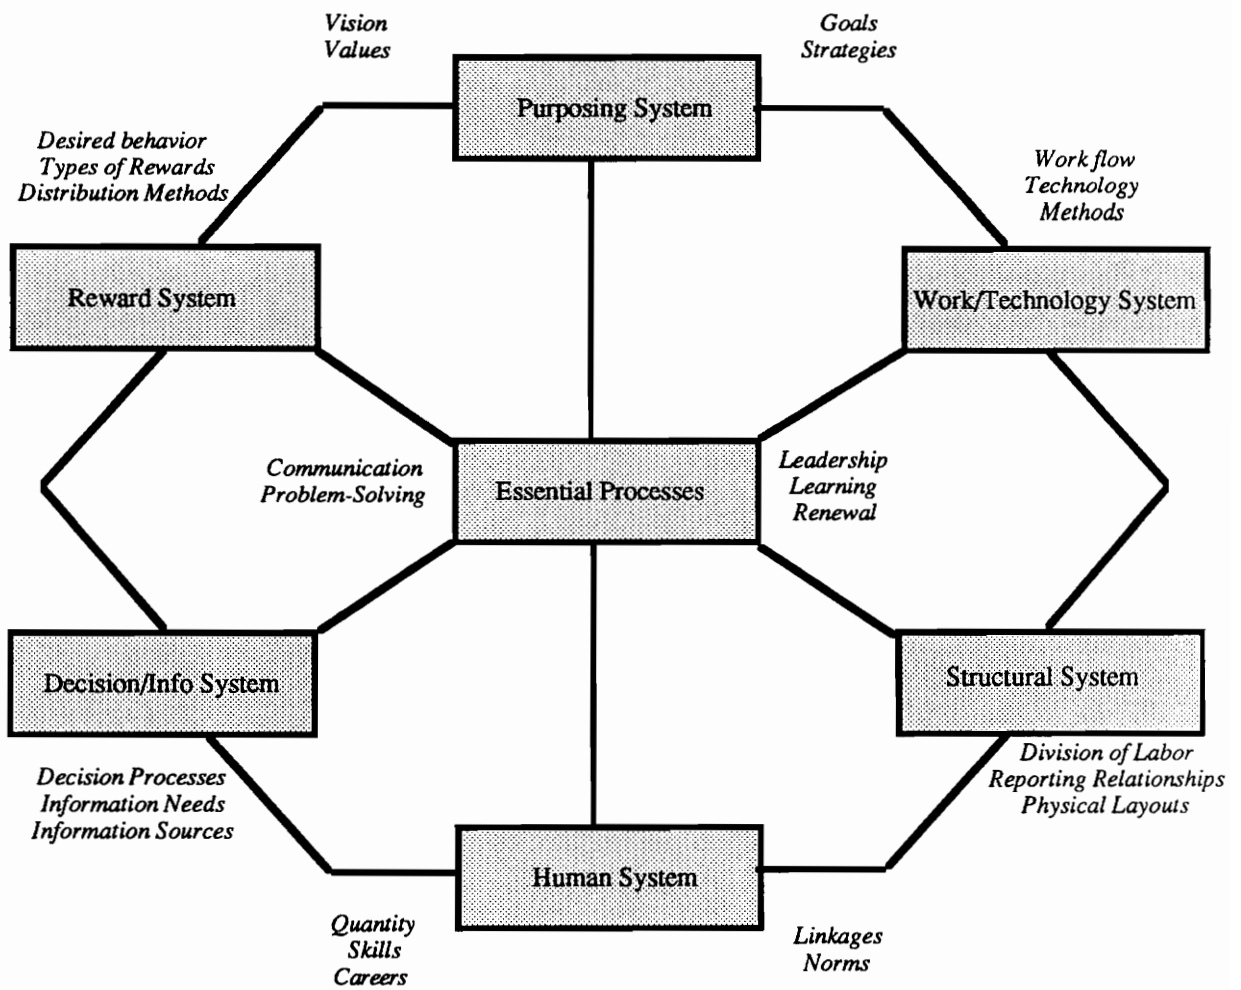 Vision
Values
Goals
Strategies
Purposing System
Desired behavior
Types of Rewards
Distribution Methods
Work flow
Technology
Methods
Reward System
Work/Technology System
Communication
Problem-Solving
Essential Processes
Leadership
Learning
Renewal
Decision/Info System
Structural System
Decision Processes
Information Needs
Information Sources
Division of Labor
Reporting Relationships
Physical Layouts
Human System
Quantity
Skills
Careers
Linkages
Norms